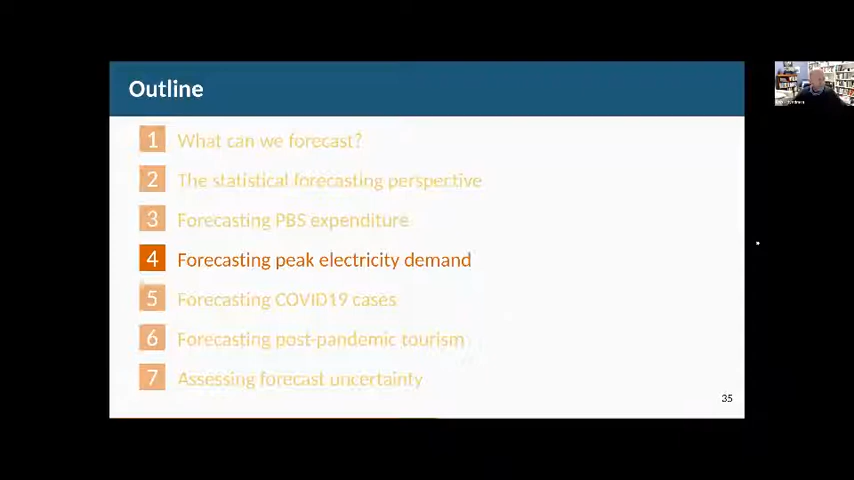 Outline
1 What can we forecast?
2 The statistical forecasting perspective
3 Forecasting PBS expenditure
4 Forecasting peak electricity demand
5 Forecasting COVID19 cases
6 Forecasting post-pandemic tourism
7 Assessing forecast uncertainty
35